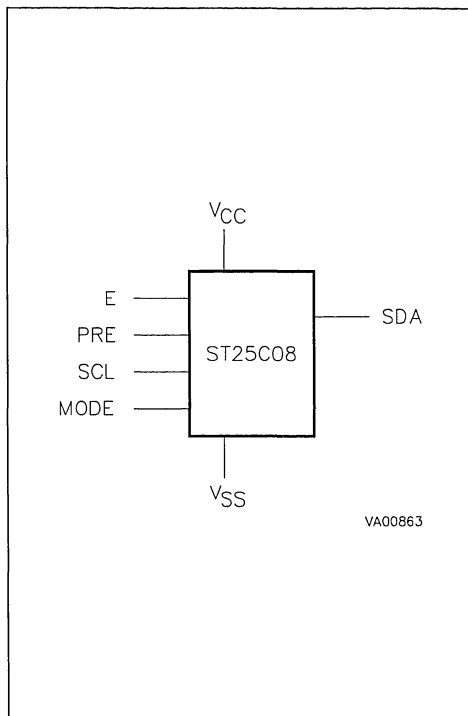 VCC
E
PRE
SCL
MODE
ST25C08
SDA
VSS
VA00863